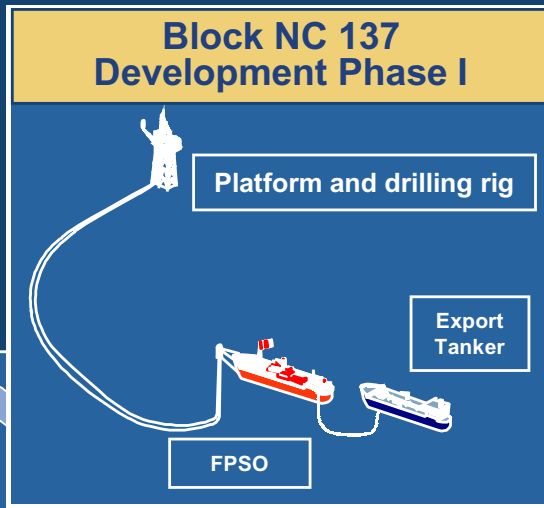 Block NC 137
Development Phase I
Platform and drilling rig
Export
Tanker
FPSO